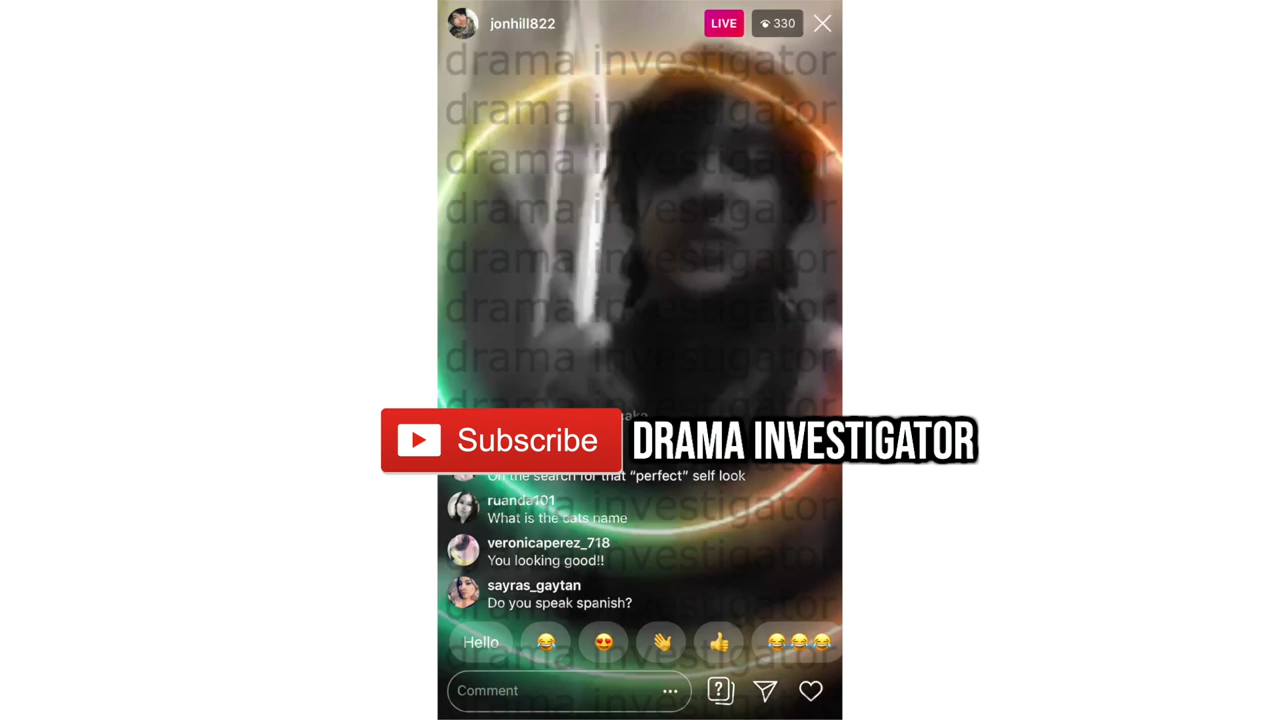 jonhill822
LIVE
330
drama investigator
drama investigator
drama investigator
drama investigator
drama investigator
drama investigator
drama investigator
drama investigator
Subscribe
DRAMA INVESTIGATOR
On the search for that “perfect” self look
ruanda101
What is the cats name
veronicaperez_718
You looking good!!
sayras_gaytan
Do you speak spanish?
Hello
Comment